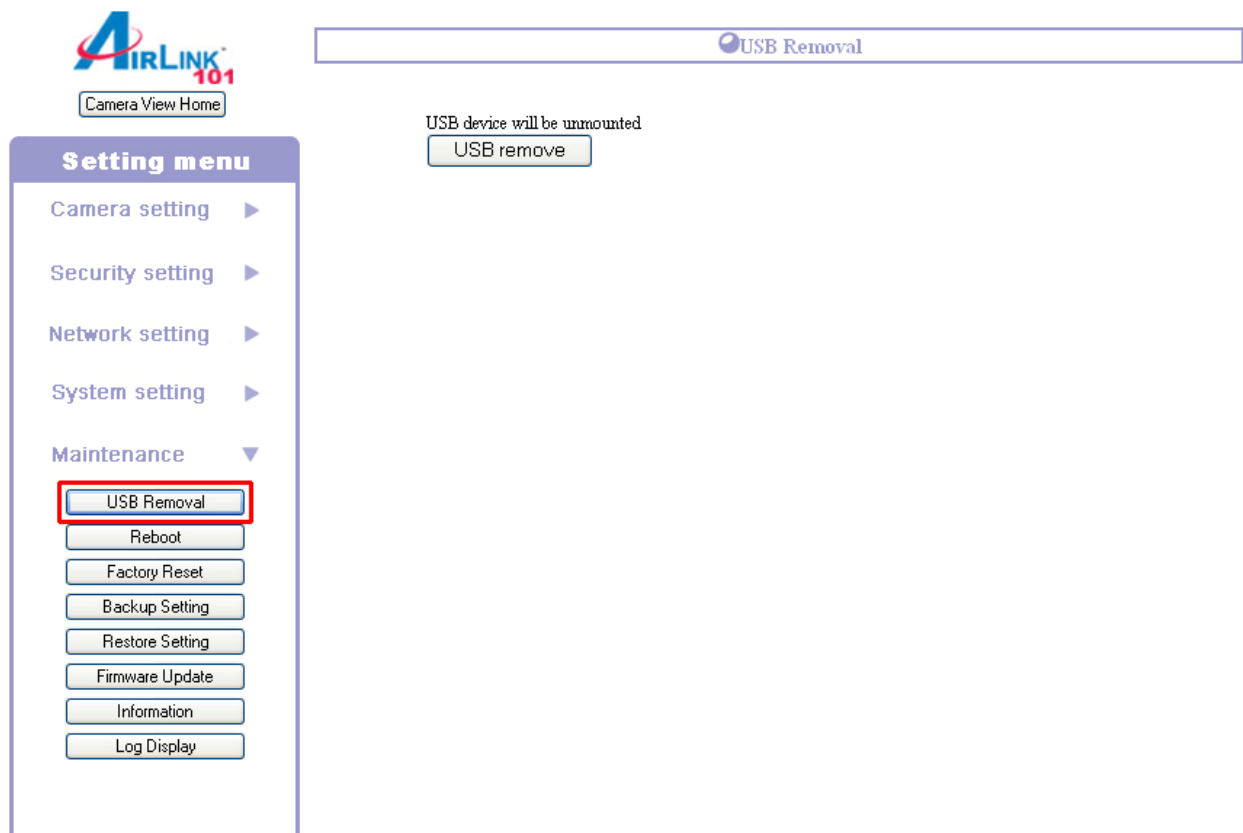 AIRLINK
101
Camera View Home
Setting menu
Camera setting
Security setting
Network setting
System setting
Maintenance
USB Removal
Reboot
Factory Reset
Backup Setting
Restore Setting
Firmware Update
Information
Log Display
USB Removal
USB device will be unmounted
USB remove